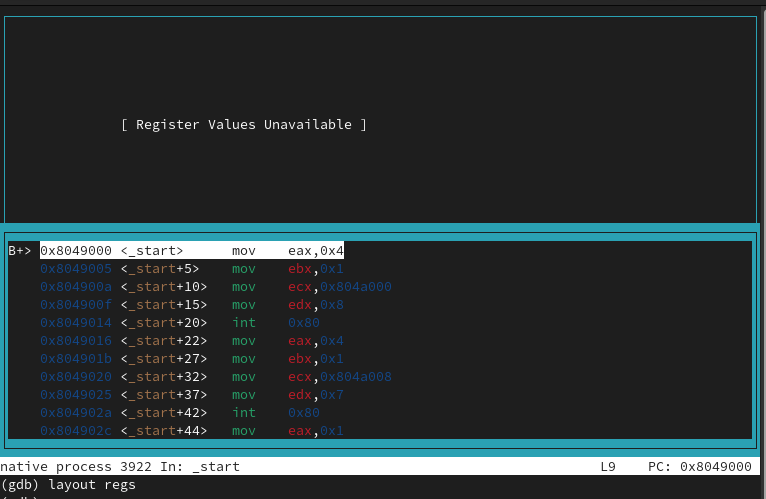 [ Register Values Unavailable ]
B+> 0x8049000 <_start> mov eax,0x4
0x8049005 <_start+5> mov ebx,0x1
0x804900a <_start+10> mov ecx,0x804a000
0x804900f <_start+15> mov edx,0x8
0x8049014 <_start+20> int 0x80
0x8049016 <_start+22> mov eax,0x4
0x804901b <_start+27> mov ebx,0x1
0x8049020 <_start+32> mov ecx,0x804a008
0x8049025 <_start+37> mov edx,0x7
0x804902a <_start+42> int 0x80
0x804902c <_start+44> mov eax,0x1
native process 3922 In: _start L9 PC: 0x8049000
(gdb) layout regs